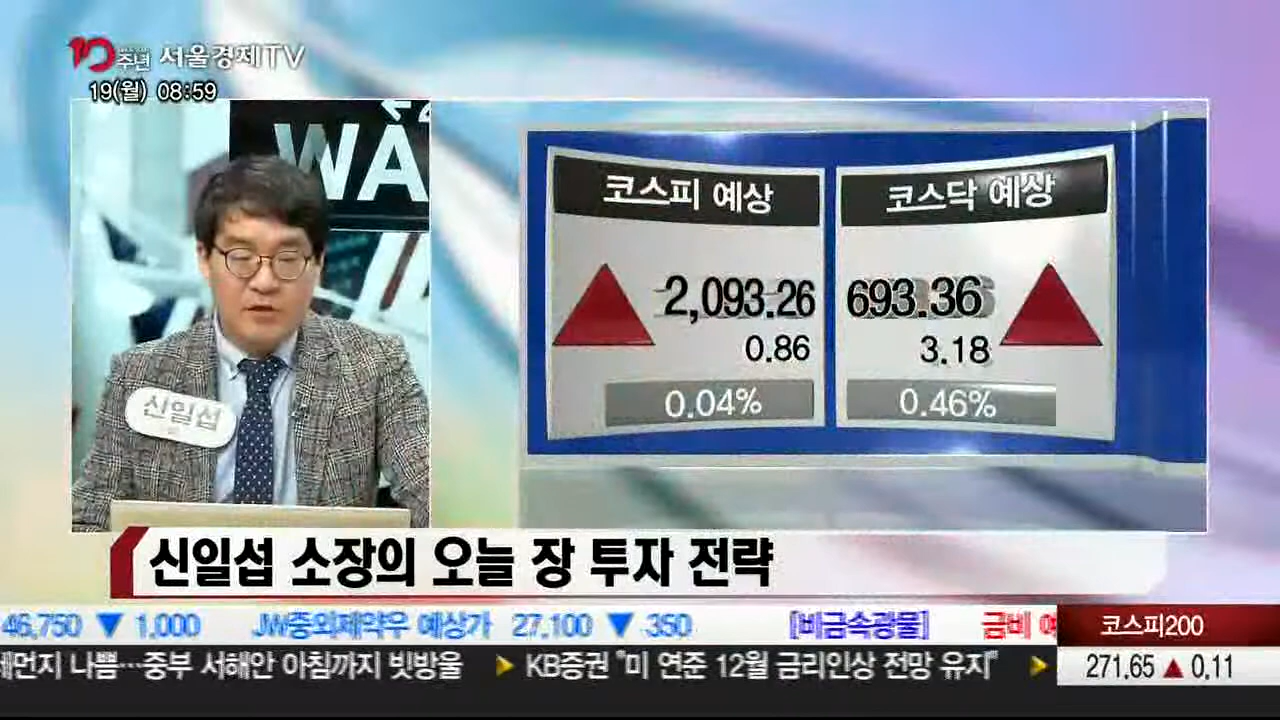 10주년 서울경제TV
19(월) 08:59
WA
신일섭
코스피 예상
2,093.26
0.86
0.04%
코스닥 예상
693.36
3.18
0.46%
신일섭 소장의 오늘 장 투자 전략
46,750 ▼ 1,000 JW중외제약우 예상가 27,100 ▼ 350 [비금속광물] 금비
코스피200
271.65 ▲ 0.11
먼지 나쁨…중부 서해안 아침까지 빗방울 ▶ KB증권 "미 연준 12월 금리인상 전망 유지" ▶